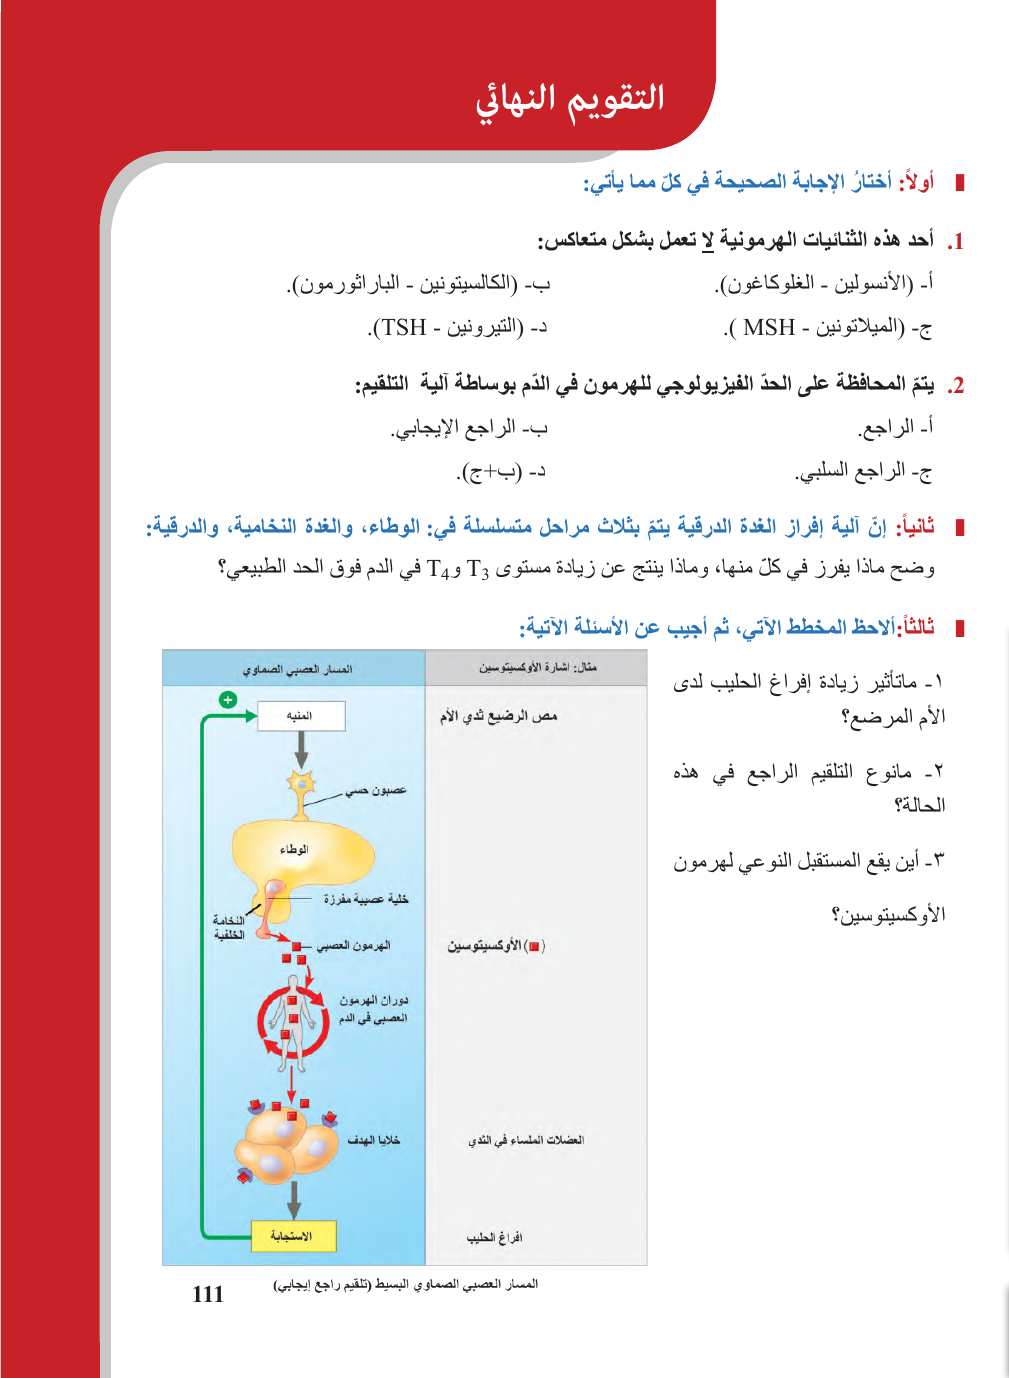 التقويم النهائي
أولاً: أختارُ الإجابة الصحيحة في كلّ مما يأتي:
1. أحد هذه الثنائيات الهرمونية لا تعمل بشكل متعاكس:
أ- (الأنسولين - الغلوكاغون). ب- (الكالسيتونين - الباراثورمون).
ج- (الميلاتونين - MSH ). د- (التيرونين - TSH).
2. يتمّ المحافظة على الحدّ الفيزيولوجي للهرمون في الدّم بوساطة آلية التلقيم:
أ- الراجع. ب- الراجع الإيجابي.
ج- الراجع السلبي. د- (ب+ج).
ثانياً: إنّ آلية إفراز الغدة الدرقية يتمّ بثلاث مراحل متسلسلة في: الوطاء، والغدة النخامية، والدرقية:
وضح ماذا يفرز في كلّ منها، وماذا ينتج عن زيادة مستوى T3 وT4 في الدم فوق الحد الطبيعي؟
ثالثاً:ألاحظ المخطط الآتي، ثم أجيب عن الأسئلة الآتية:
١- ماتأثير زيادة إفراغ الحليب لدى
الأم المرضع؟
٢- مانوع التلقيم الراجع في هذه
الحالة؟
٣- أين يقع المستقبل النوعي لهرمون
الأوكسيتوسين؟
مثال: اشارة الأوكسيتوسين
المسار العصبي الصماوي
+
المنبه
مص الرضيع ثدي الأم
عصبون حسي
الوطاء
خلية عصبية مفرزة
النخامة
الخلفية
الهرمون العصبي
(■) الأوكسيتوسين
دوران الهرمون
العصبي في الدم
خلايا الهدف
العضلات الملساء في الثدي
الاستجابة
افراغ الحليب
المسار العصبي الصماوي البسيط (تلقيم راجع إيجابي)
111